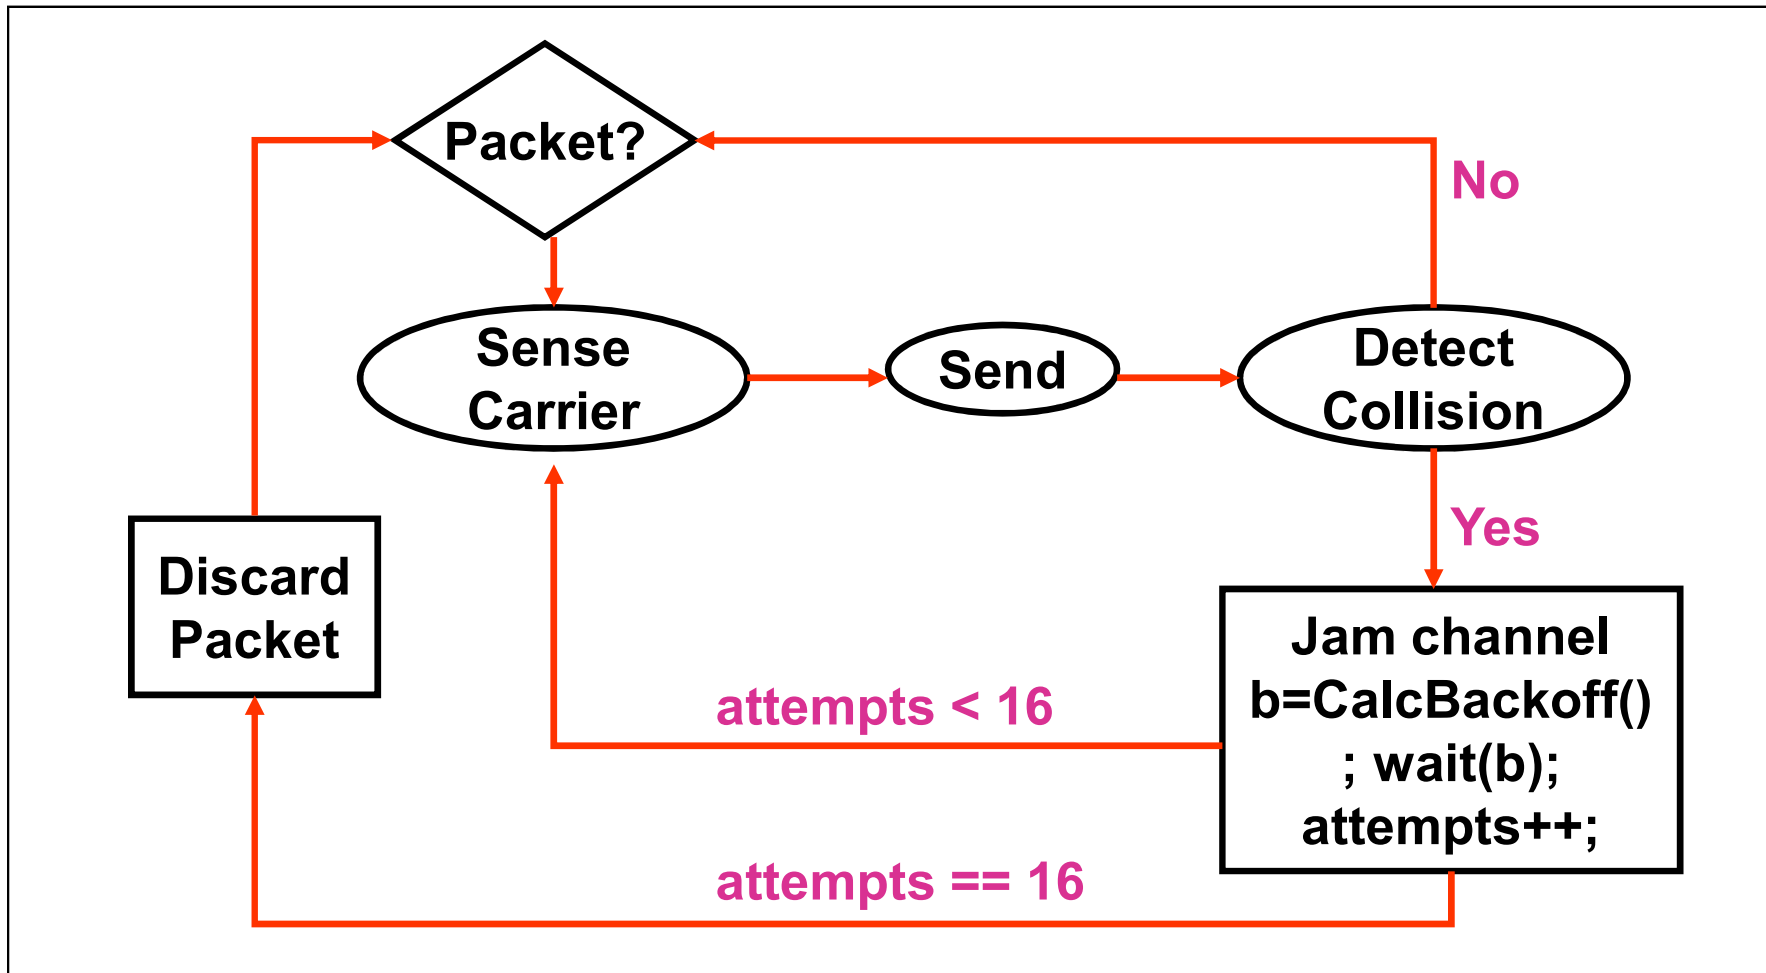 Packet?
No
Sense
Carrier
Send
Detect
Collision
Yes
Discard
Packet
Jam channel
b=CalcBackoff()
; wait(b);
attempts++;
attempts < 16
attempts == 16